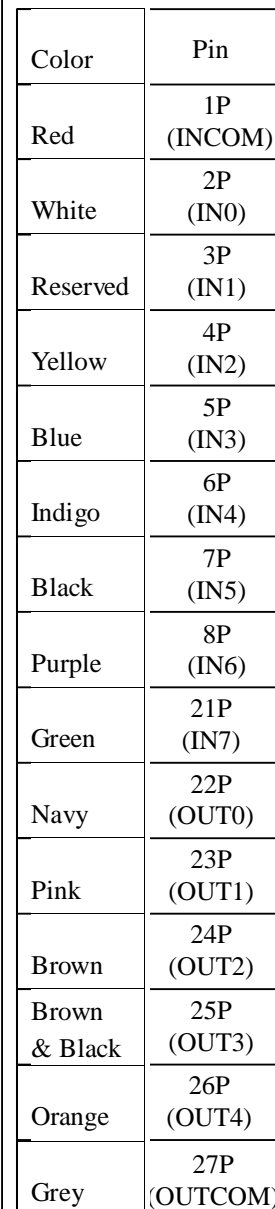 Color Pin
Red 1P
(INCOM)
White 2P
(IN0)
Reserved 3P
(IN1)
Yellow 4P
(IN2)
Blue 5P
(IN3)
Indigo 6P
(IN4)
Black 7P
(IN5)
Purple 8P
(IN6)
Green 21P
(IN7)
Navy 22P
(OUT0)
Pink 23P
(OUT1)
Brown 24P
(OUT2)
Brown 25P
& Black (OUT3)
Orange 26P
(OUT4)
Grey 27P
(OUTCOM)